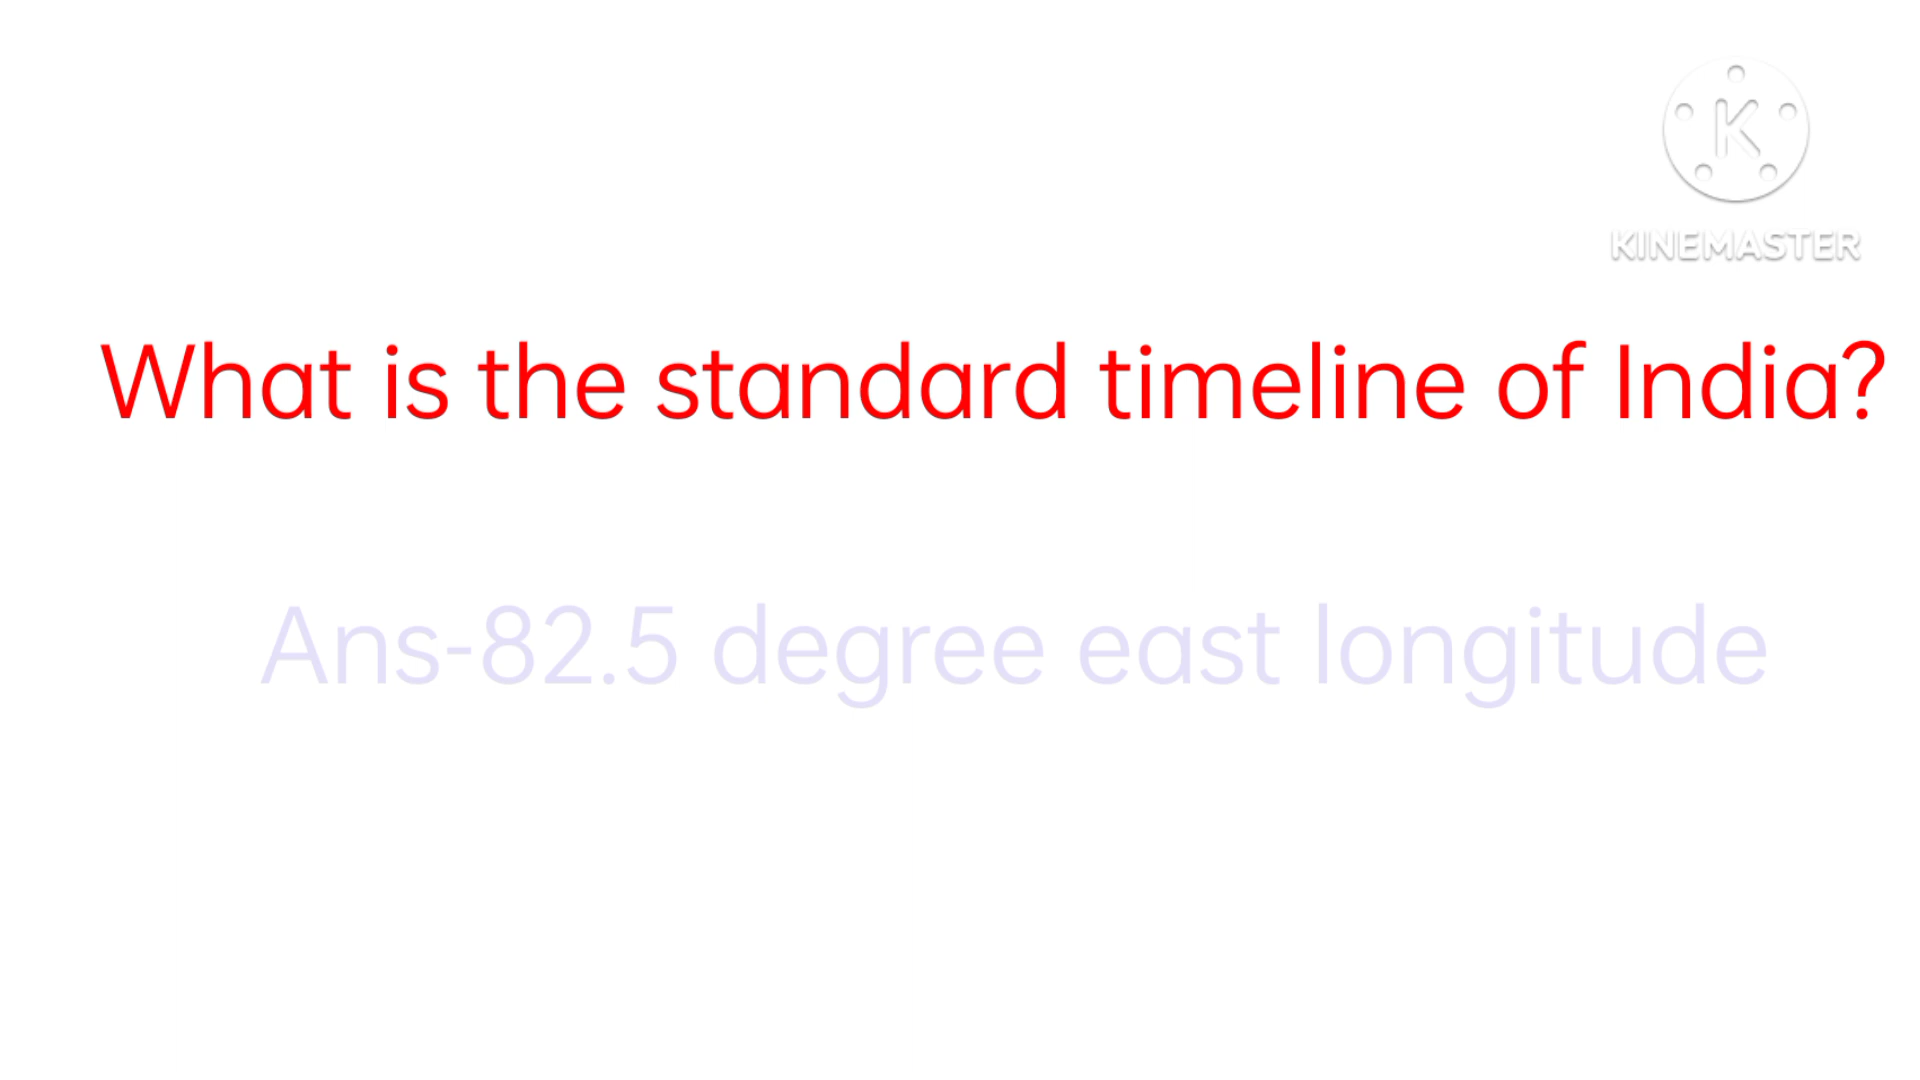 K
KINEMASTER
What is the standard timeline of India?
Ans-82.5 degree east longitude